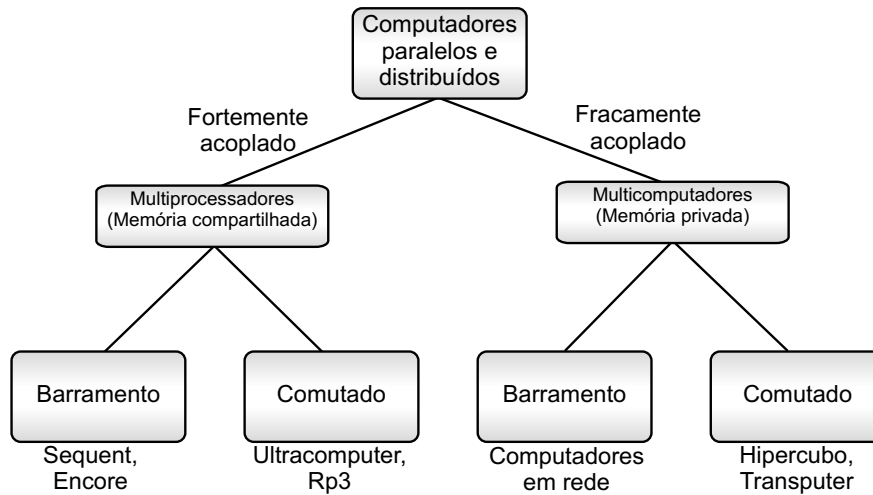 Computadores
paralelos e
distribuídos
Fortemente
acoplado
Fracamente
acoplado
Multiprocessadores
(Memória compartilhada)
Multicomputadores
(Memória privada)
Barramento
Comutado
Barramento
Comutado
Sequent,
Encore
Ultracomputer,
Rp3
Computadores
em rede
Hipercubo,
Transputer